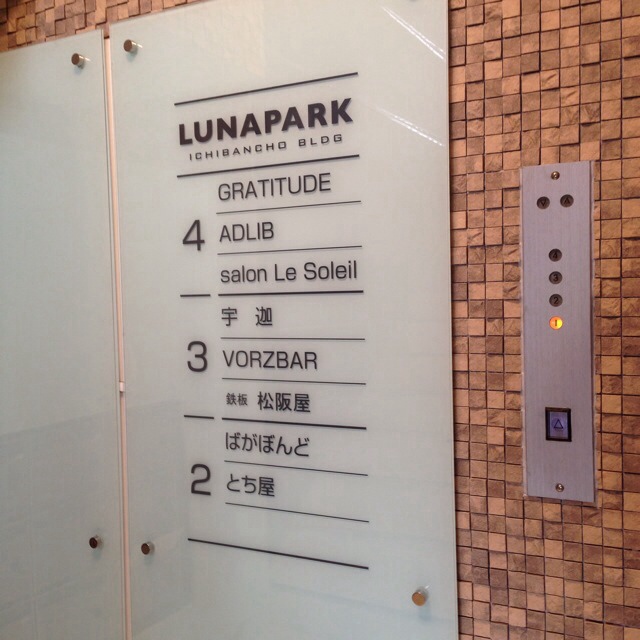 LUNAPARK
ICHIBANCHO BLDG
4
GRATITUDE
ADLIB
salon Le Soleil
3
宇 迦
VORZBAR
鉄板 松阪屋
2
ばがぼんど
とち屋
4
3
2
1